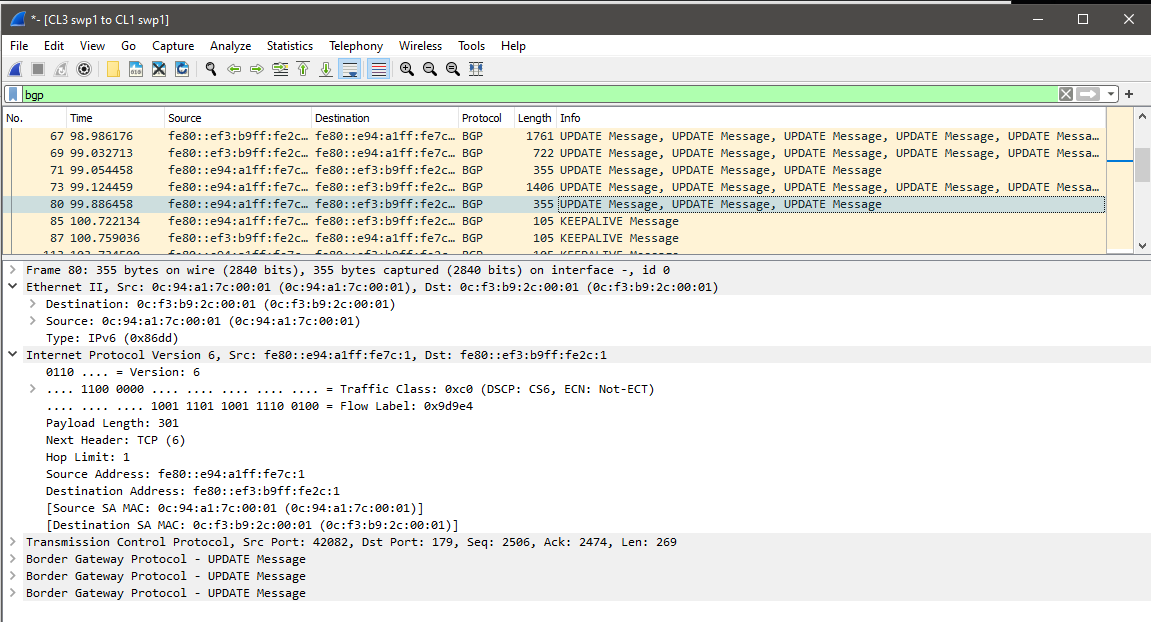 *- [CL3 swp1 to CL1 swp1]
File Edit View Go Capture Analyze Statistics Telephony Wireless Tools Help
bgp
No. Time Source Destination Protocol Length Info
67 98.986176 fe80::ef3:b9ff:fe2c… fe80::e94:a1ff:fe7c… BGP 1761 UPDATE Message, UPDATE Message, UPDATE Message, UPDATE Message, UPDATE Messa…
69 99.032713 fe80::ef3:b9ff:fe2c… fe80::e94:a1ff:fe7c… BGP 722 UPDATE Message, UPDATE Message, UPDATE Message, UPDATE Message, UPDATE Messa…
71 99.054458 fe80::ef3:b9ff:fe2c… fe80::e94:a1ff:fe7c… BGP 355 UPDATE Message, UPDATE Message, UPDATE Message
73 99.124459 fe80::e94:a1ff:fe7c… fe80::ef3:b9ff:fe2c… BGP 1406 UPDATE Message, UPDATE Message, UPDATE Message, UPDATE Message, UPDATE Messa…
80 99.886458 fe80::e94:a1ff:fe7c… fe80::ef3:b9ff:fe2c… BGP 355 UPDATE Message, UPDATE Message, UPDATE Message
85 100.722134 fe80::e94:a1ff:fe7c… fe80::ef3:b9ff:fe2c… BGP 105 KEEPALIVE Message
87 100.759036 fe80::ef3:b9ff:fe2c… fe80::e94:a1ff:fe7c… BGP 105 KEEPALIVE Message
Frame 80: 355 bytes on wire (2840 bits), 355 bytes captured (2840 bits) on interface -, id 0
Ethernet II, Src: 0c:94:a1:7c:00:01 (0c:94:a1:7c:00:01), Dst: 0c:f3:b9:2c:00:01 (0c:f3:b9:2c:00:01)
Destination: 0c:f3:b9:2c:00:01 (0c:f3:b9:2c:00:01)
Source: 0c:94:a1:7c:00:01 (0c:94:a1:7c:00:01)
Type: IPv6 (0x86dd)
Internet Protocol Version 6, Src: fe80::e94:a1ff:fe7c:1, Dst: fe80::ef3:b9ff:fe2c:1
0110 .... = Version: 6
.... 1100 0000 .... .... .... .... .... = Traffic Class: 0xc0 (DSCP: CS6, ECN: Not-ECT)
.... .... .... 1001 1101 1001 1110 0100 = Flow Label: 0x9d9e4
Payload Length: 301
Next Header: TCP (6)
Hop Limit: 1
Source Address: fe80::e94:a1ff:fe7c:1
Destination Address: fe80::ef3:b9ff:fe2c:1
[Source SA MAC: 0c:94:a1:7c:00:01 (0c:94:a1:7c:00:01)]
[Destination SA MAC: 0c:f3:b9:2c:00:01 (0c:f3:b9:2c:00:01)]
Transmission Control Protocol, Src Port: 42082, Dst Port: 179, Seq: 2506, Ack: 2474, Len: 269
Border Gateway Protocol - UPDATE Message
Border Gateway Protocol - UPDATE Message
Border Gateway Protocol - UPDATE Message